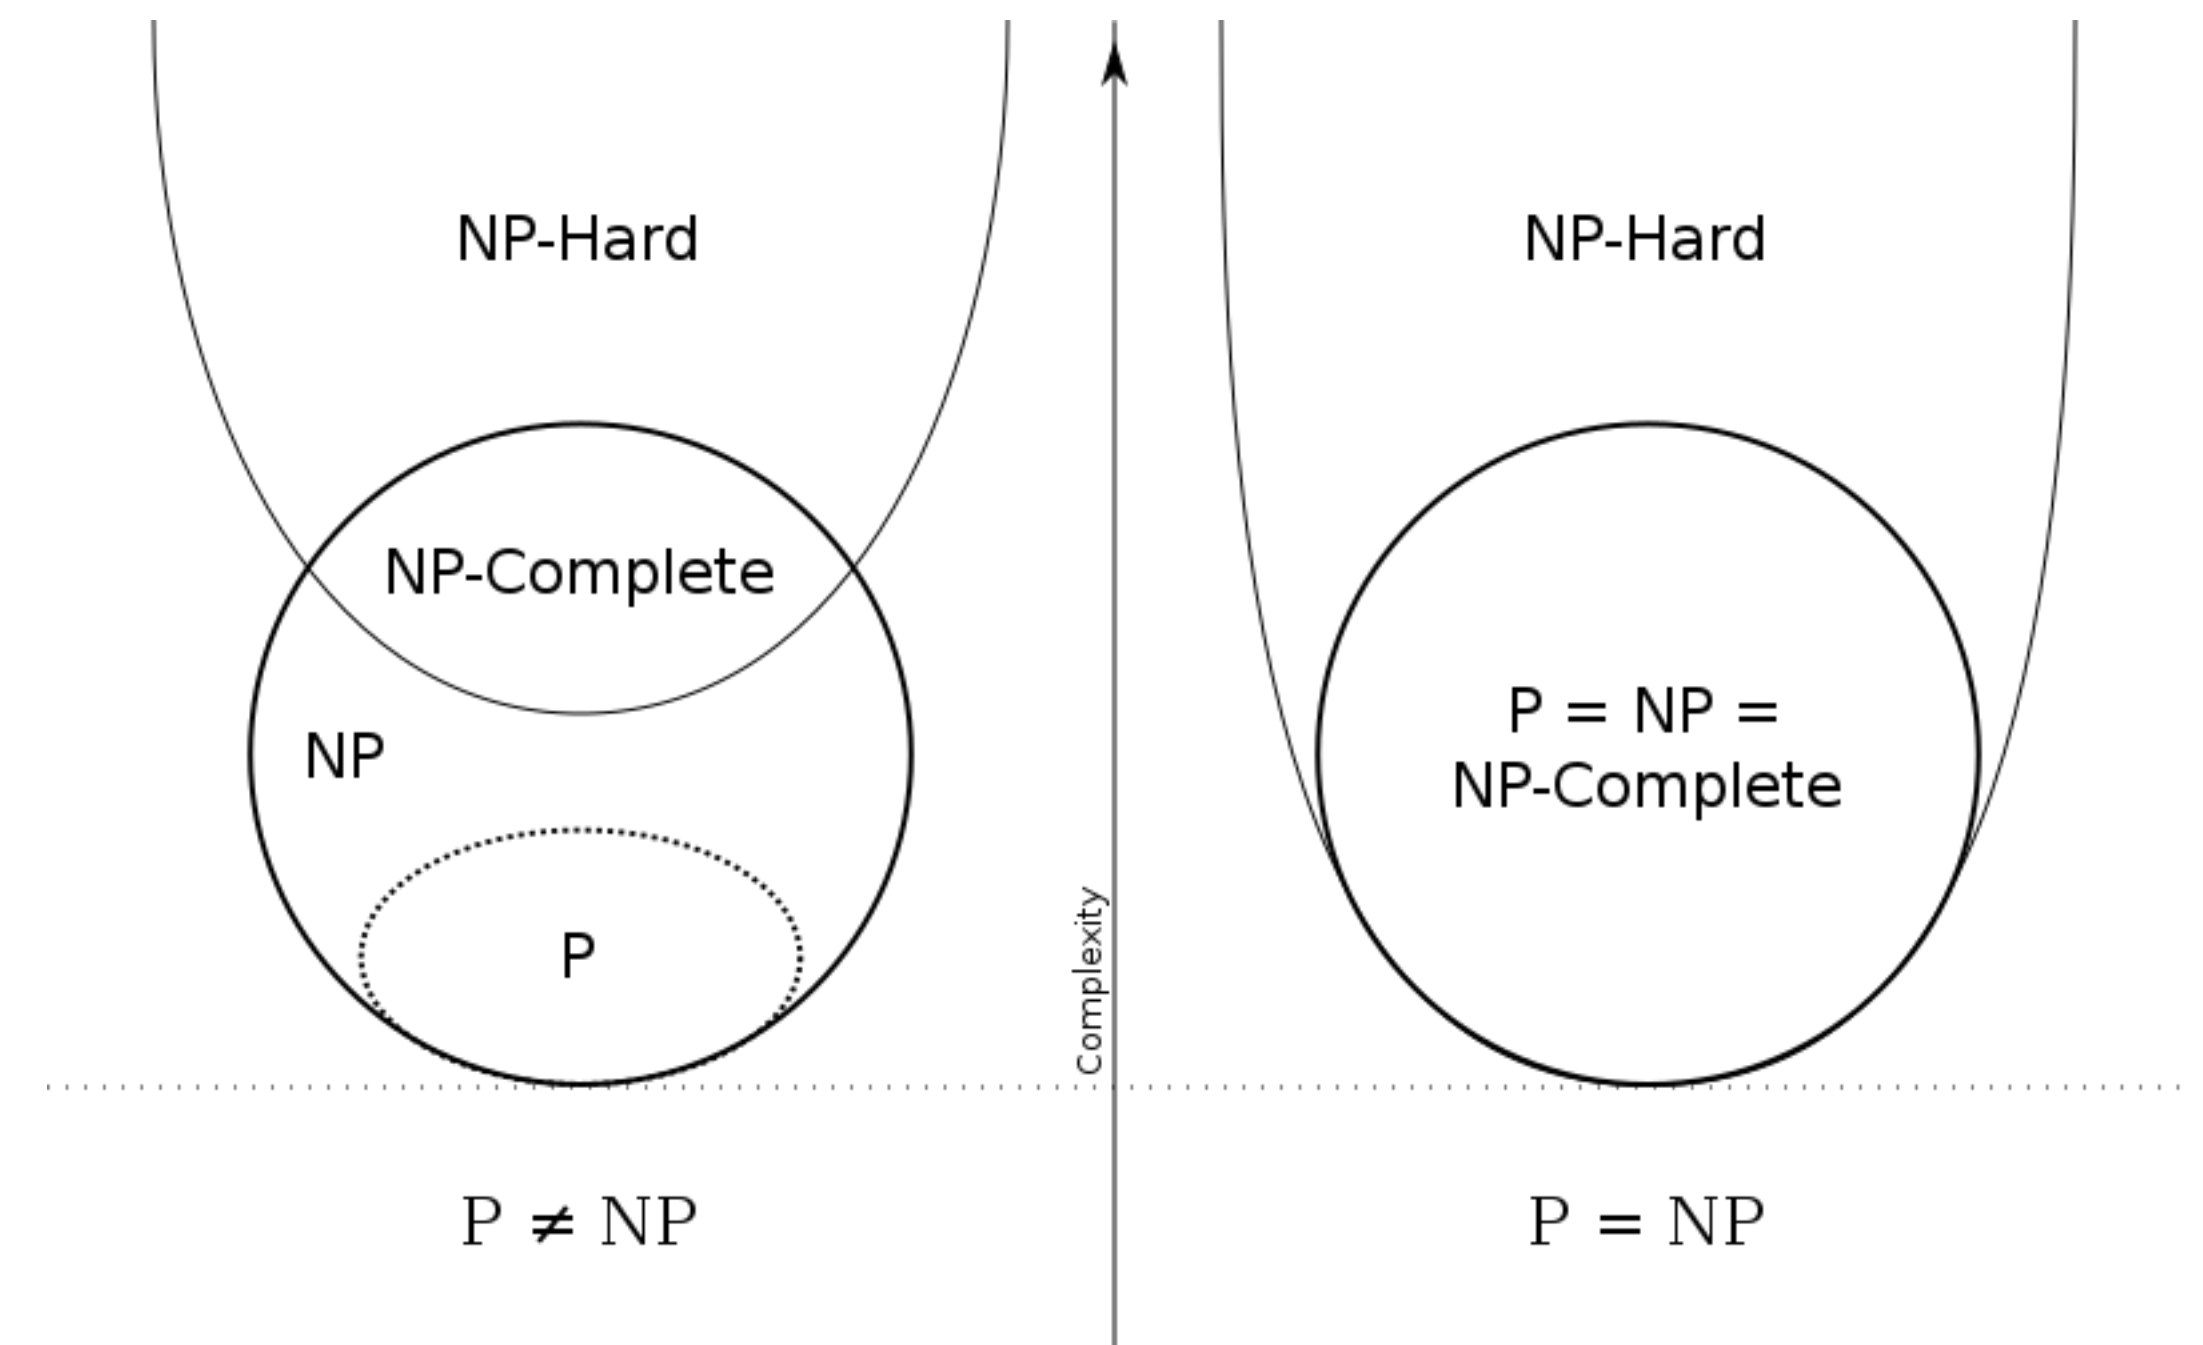 NP-Hard
NP-Complete
NP
P
P ≠ NP
Complexity
NP-Hard
P = NP =
NP-Complete
P = NP